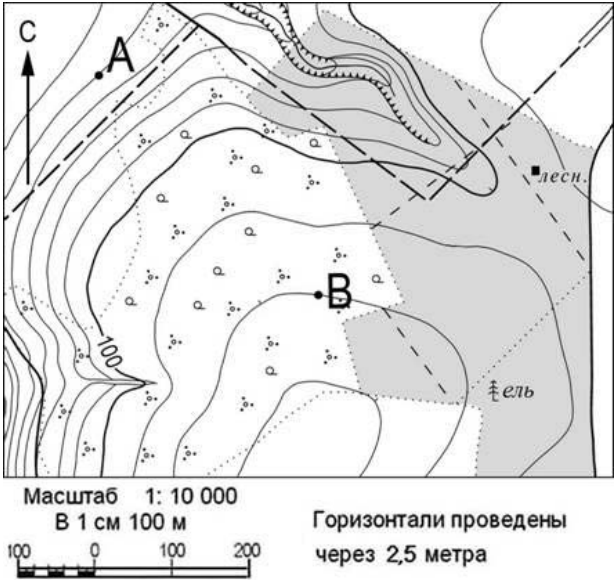 С
А
лесн.
В
100
ель
Масштаб 1: 10 000
В 1 см 100 м
100 0 100 200
Горизонтали проведены
через 2,5 метра